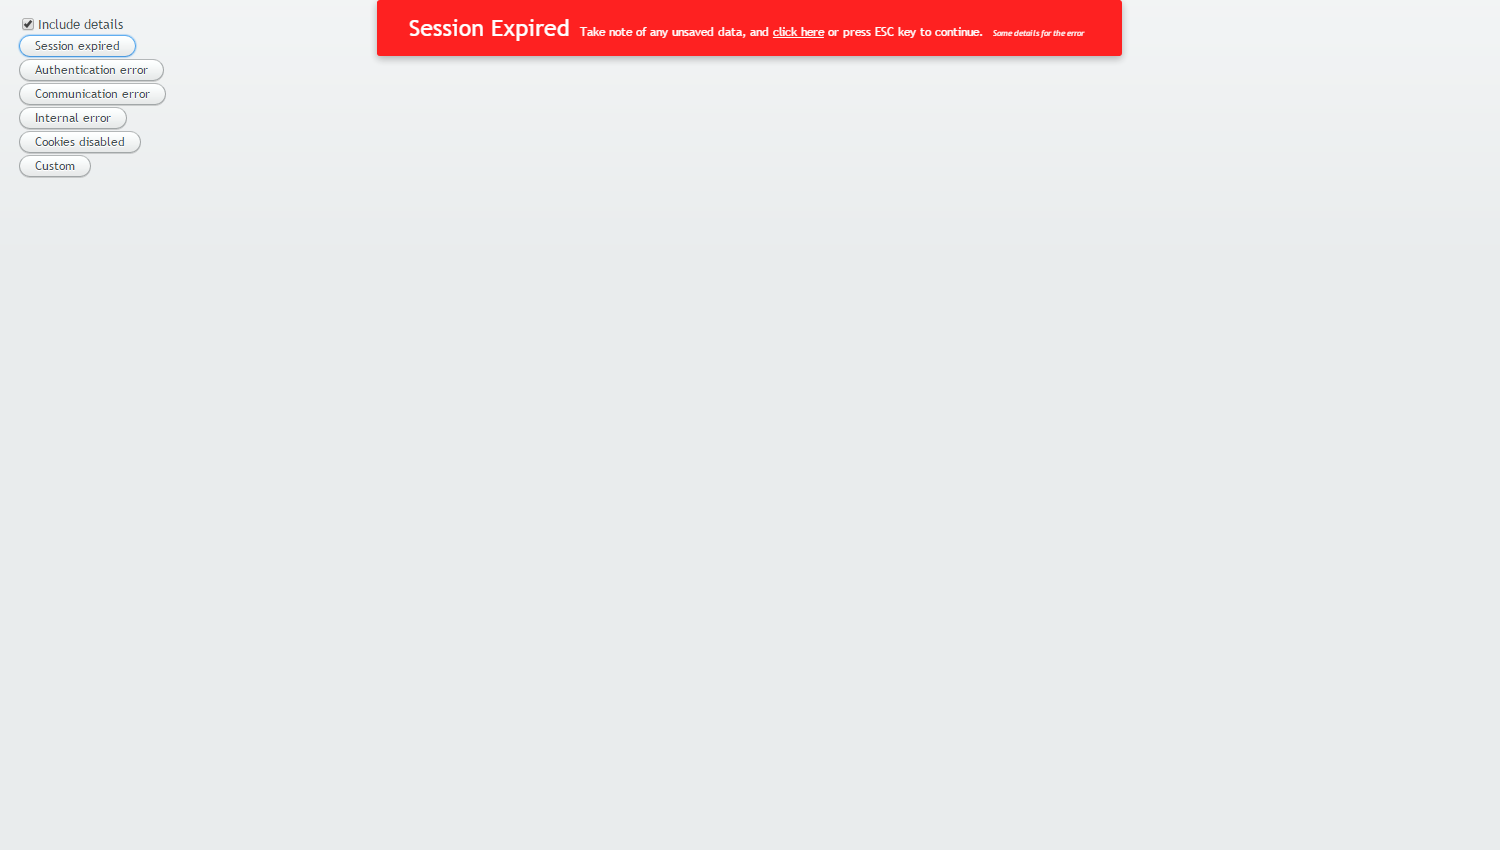 Include details
Session expired
Authentication error
Communication error
Internal error
Cookies disabled
Custom
Session Expired Take note of any unsaved data, and click here or press ESC key to continue. Some details for the error